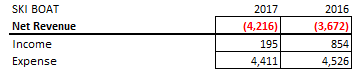 SKI BOAT 2017 2016
Net Revenue (4,216) (3,672)
Income 195 854
Expense 4,411 4,526